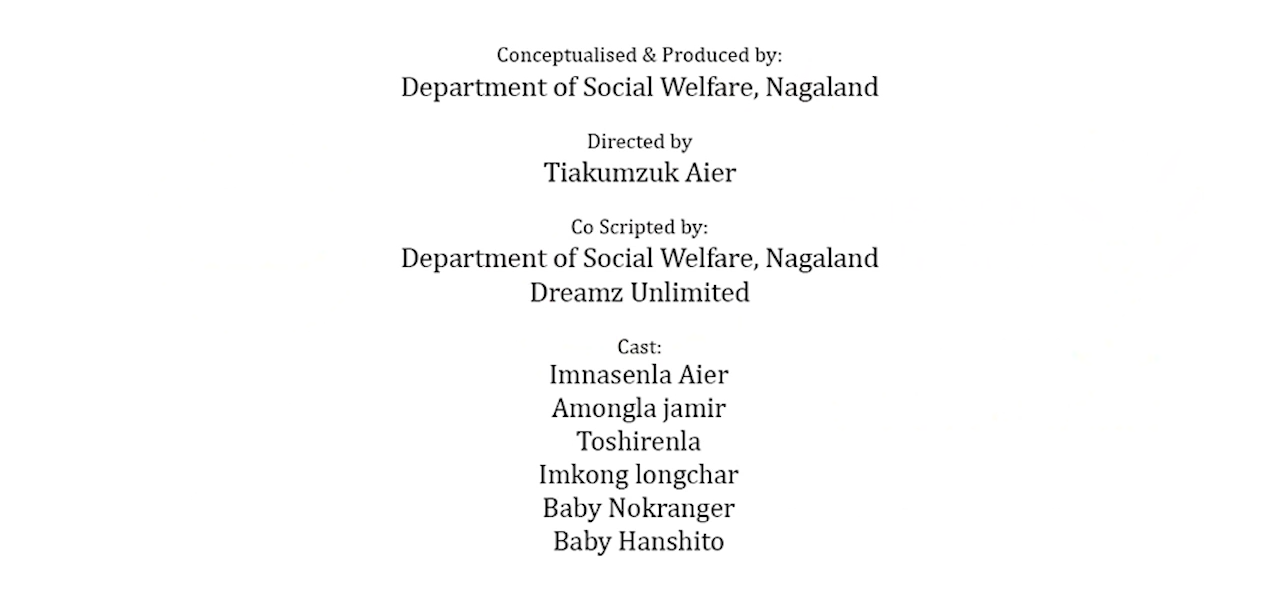 Conceptualised & Produced by:
Department of Social Welfare, Nagaland
Directed by
Tiakumzuk Aier
Co Scripted by:
Department of Social Welfare, Nagaland
Dreamz Unlimited
Cast:
Imnasenla Aier
Amongla jamir
Toshirenla
Imkong longchar
Baby Nokranger
Baby Hanshito